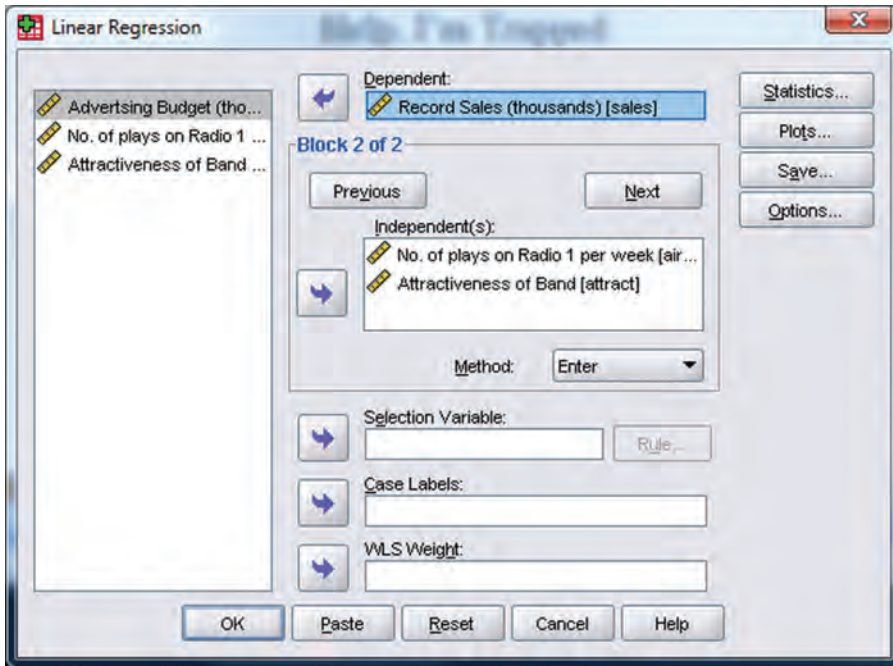 Linear Regression
Help, I'm Trapped
Advertsing Budget (tho...
No. of plays on Radio 1 ...
Attractiveness of Band ...
Dependent:
Record Sales (thousands) [sales]
Block 2 of 2
Previous
Next
Independent(s):
No. of plays on Radio 1 per week [air...
Attractiveness of Band [attract]
Method:
Enter
Selection Variable:
Rule...
Case Labels:
WLS Weight:
Statistics...
Plots...
Save...
Options...
OK
Paste
Reset
Cancel
Help